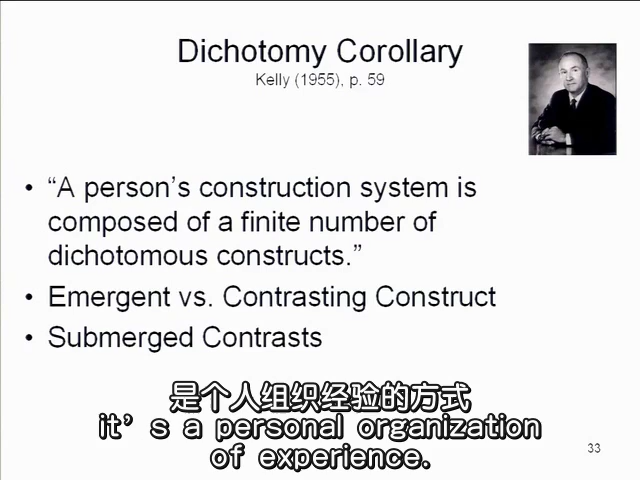 Dichotomy Corollary
Kelly (1955), p. 59
• “A person’s construction system is
composed of a finite number of
dichotomous constructs.”
• Emergent vs. Contrasting Construct
• Submerged Contrasts
是个人组织经验的方式
it’s a personal organization
of experience.
33